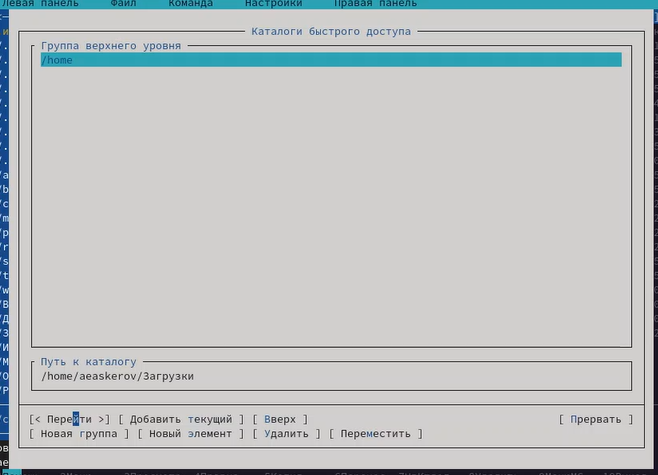 Левая панель Файл Команда Настройки Правая панель
Каталоги быстрого доступа
Группа верхнего уровня
/home
Путь к каталогу
/home/aeaskerov/Загрузки
[< Перейти >] [ Добавить текущий ] [ Вверх ] [ Прервать ]
[ Новая группа ] [ Новый элемент ] [ Удалить ] [ Переместить ]